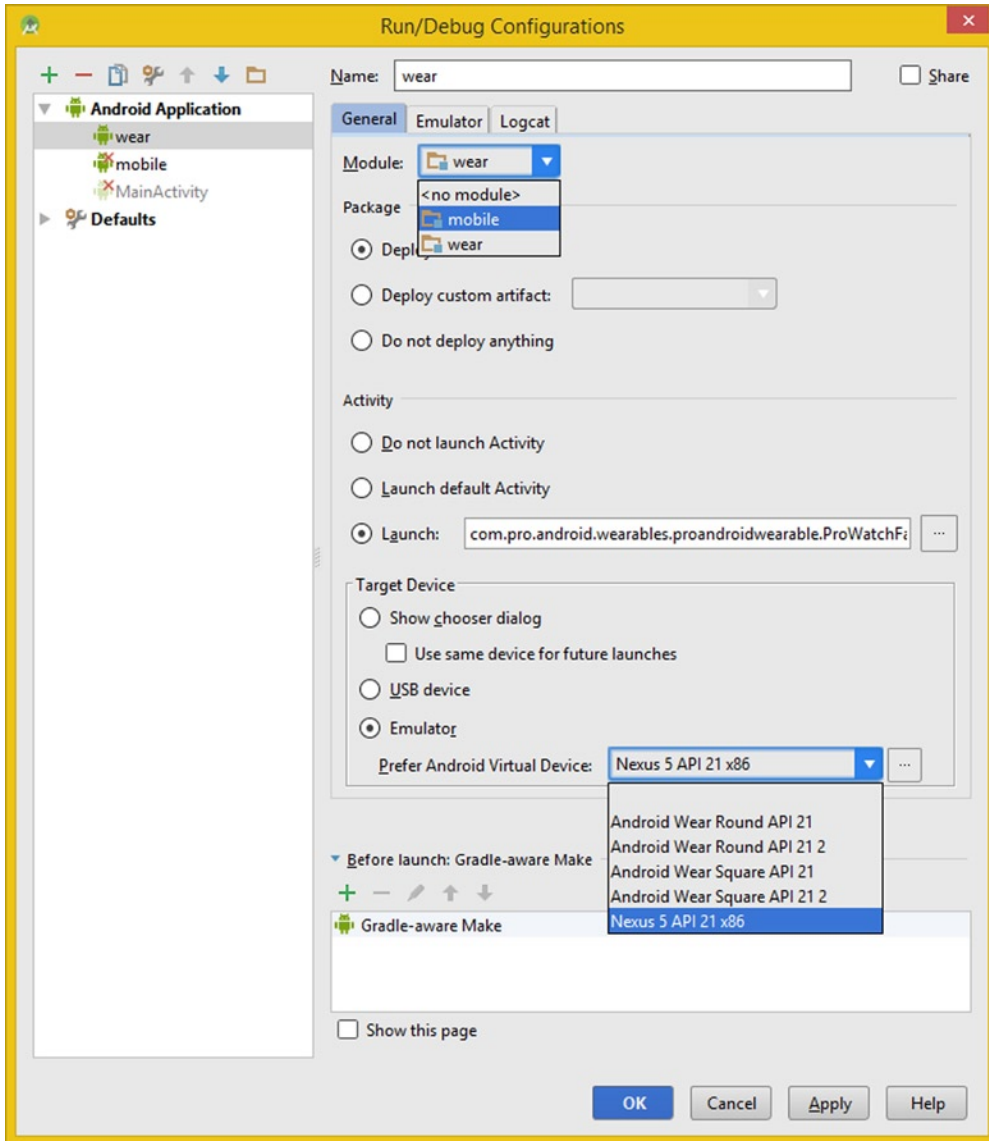 Run/Debug Configurations
Name: wear
Share
Android Application
wear
mobile
MainActivity
Defaults
General Emulator Logcat
Module: wear
<no module>
mobile
wear
Package
Deploy custom artifact:
Do not deploy anything
Activity
Do not launch Activity
Launch default Activity
Launch: com.pro.android.wearables.proandroidwearable.ProWatchFa ...
Target Device
Show chooser dialog
Use same device for future launches
USB device
Emulator
Prefer Android Virtual Device: Nexus 5 API 21 x86 ...
Android Wear Round API 21
Android Wear Round API 21 2
Android Wear Square API 21
Android Wear Square API 21 2
Nexus 5 API 21 x86
Before launch: Gradle-aware Make
Gradle-aware Make
Show this page
OK Cancel Apply Help